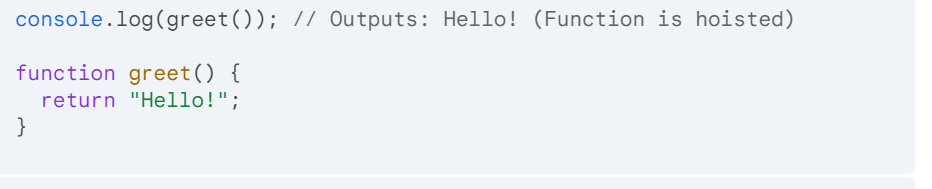 console.log(greet()); // Outputs: Hello! (Function is hoisted)
function greet() {
  return "Hello!";
}